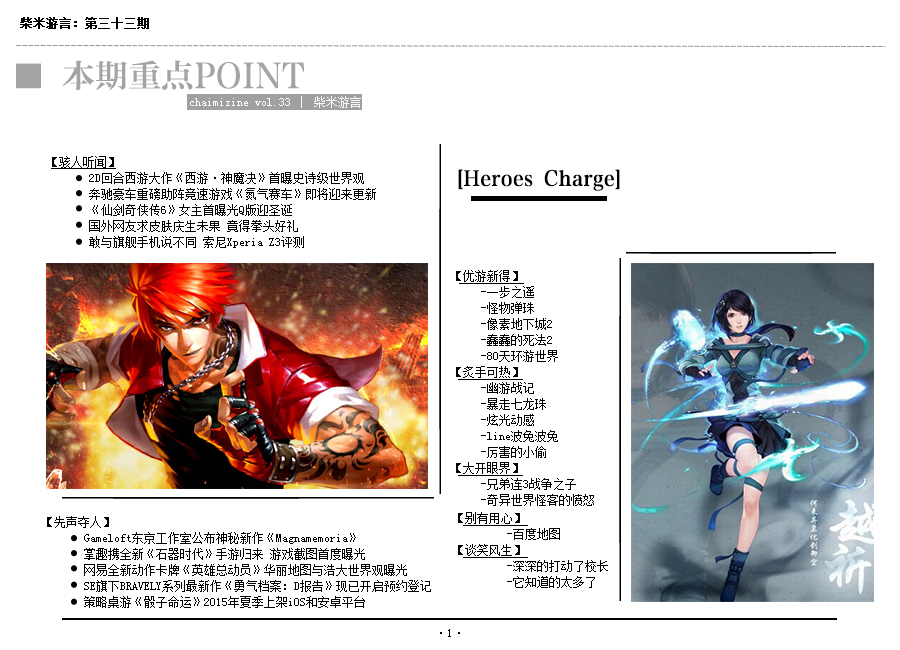 柴米游言：第三十三期
本期重点POINT
chaimizine vol.33 | 柴米游言
【骇人听闻】
● 2D回合西游大作《西游·神魔决》首曝史诗级世界观
● 奔驰豪车重磅助阵竞速游戏《氮气赛车》即将迎来更新
● 《仙剑奇侠传6》女主首曝光Q版迎圣诞
● 国外网友求皮肤庆生未果 竟得拳头好礼
● 敢与旗舰手机说不同 索尼Xperia Z3评测
【先声夺人】
● Gameloft东京工作室公布神秘新作《Magnamemoria》
● 掌趣携全新《石器时代》手游归来 游戏截图首度曝光
● 网易全新动作卡牌《英雄总动员》华丽地图与浩大世界观曝光
● SE旗下BRAVELY系列最新作《勇气档案：D报告》现已开启预约登记
● 策略桌游《骰子命运》2015年夏季上架iOS和安卓平台
[Heroes Charge]
【优游新得】
-一步之遥
-怪物弹珠
-像素地下城2
-蠢蠢的死法2
-80天环游世界
【炙手可热】
-幽游战记
-暴走七龙珠
-炫光动感
-line波兔波兔
-厉害的小偷
【大开眼界】
-兄弟连3战争之子
-奇异世界怪客的愤怒
【别有用心】
-百度地图
【谈笑风生】
-深深的打动了校长
-它知道的太多了
越祈
·1·